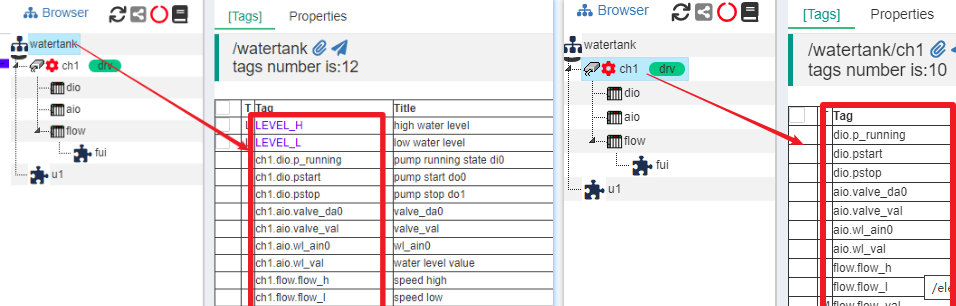 Browser
watertank
ch1 drv
dio
aio
flow
fui
u1
[Tags] Properties
/watertank
tags number is:12
T Tag Title
L LEVEL_H high water level
L LEVEL_L low water level
ch1.dio.p_running pump running state di0
ch1.dio.pstart pump start do0
ch1.dio.pstop pump stop do1
ch1.aio.valve_da0 valve_da0
ch1.aio.valve_val valve_val
ch1.aio.wl_ain0 wl_ain0
ch1.aio.wl_val water level value
ch1.flow.flow_h speed high
ch1.flow.flow_l speed low
Browser
watertank
ch1 drv
dio
aio
flow
fui
u1
[Tags] Properties
/watertank/ch1
tags number is:10
T Tag
dio.p_running
dio.pstart
dio.pstop
aio.valve_da0
aio.valve_val
aio.wl_ain0
aio.wl_val
flow.flow_h
flow.flow_l
flow.flow_val